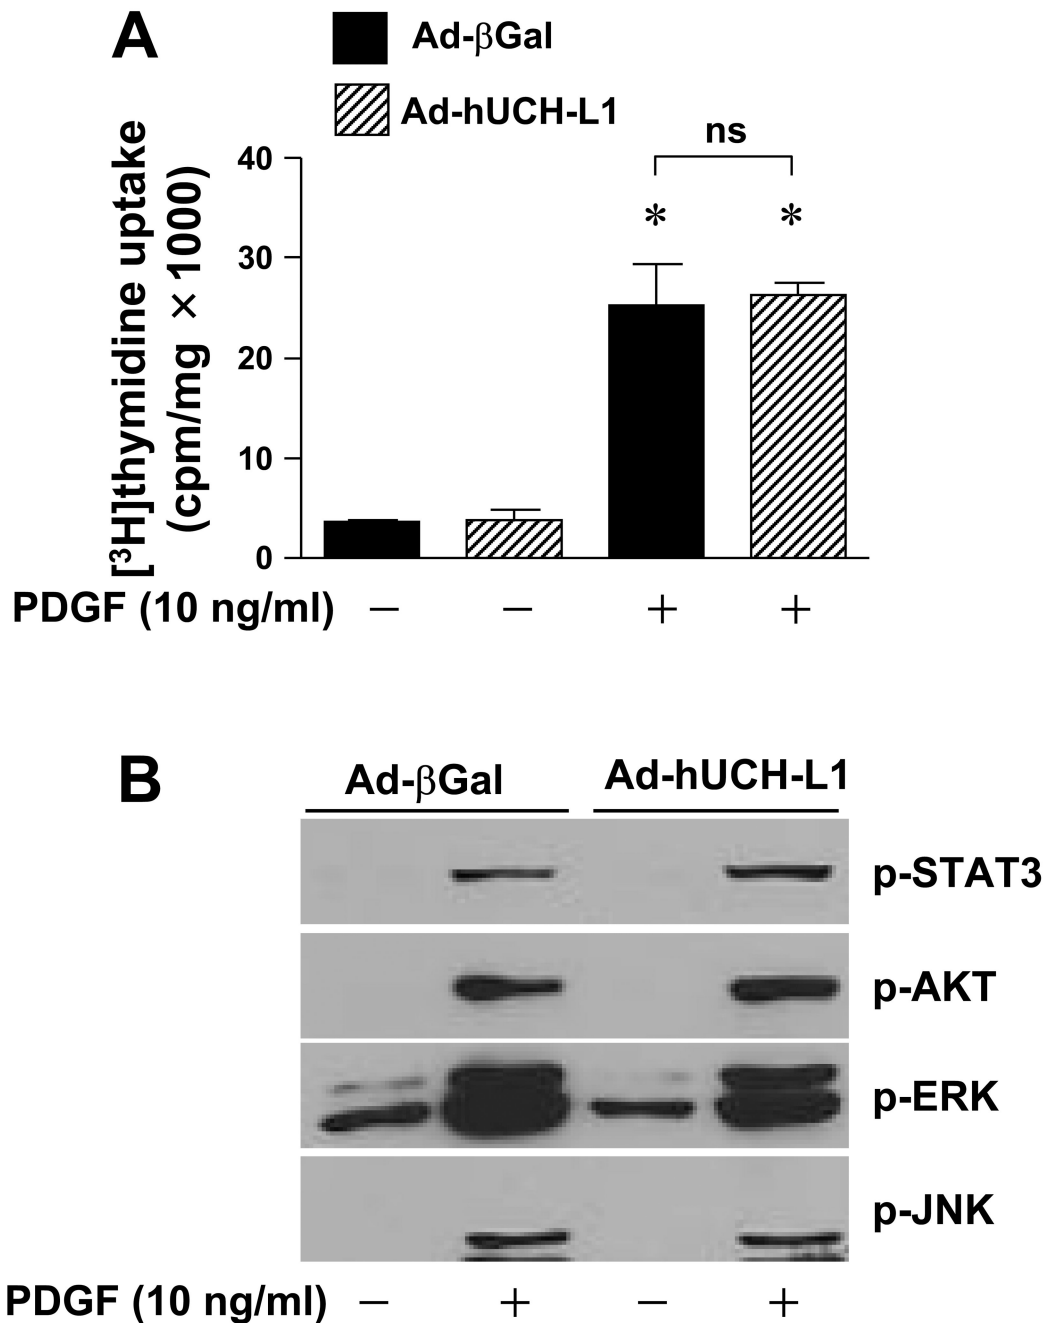 A
Ad-βGal
Ad-hUCH-L1
[³H]thymidine uptake
(cpm/mg × 1000)
ns
40
* *
30
20
10
0
PDGF (10 ng/ml) − − + +
B
Ad-βGal Ad-hUCH-L1
p-STAT3
p-AKT
p-ERK
p-JNK
PDGF (10 ng/ml) − + − +